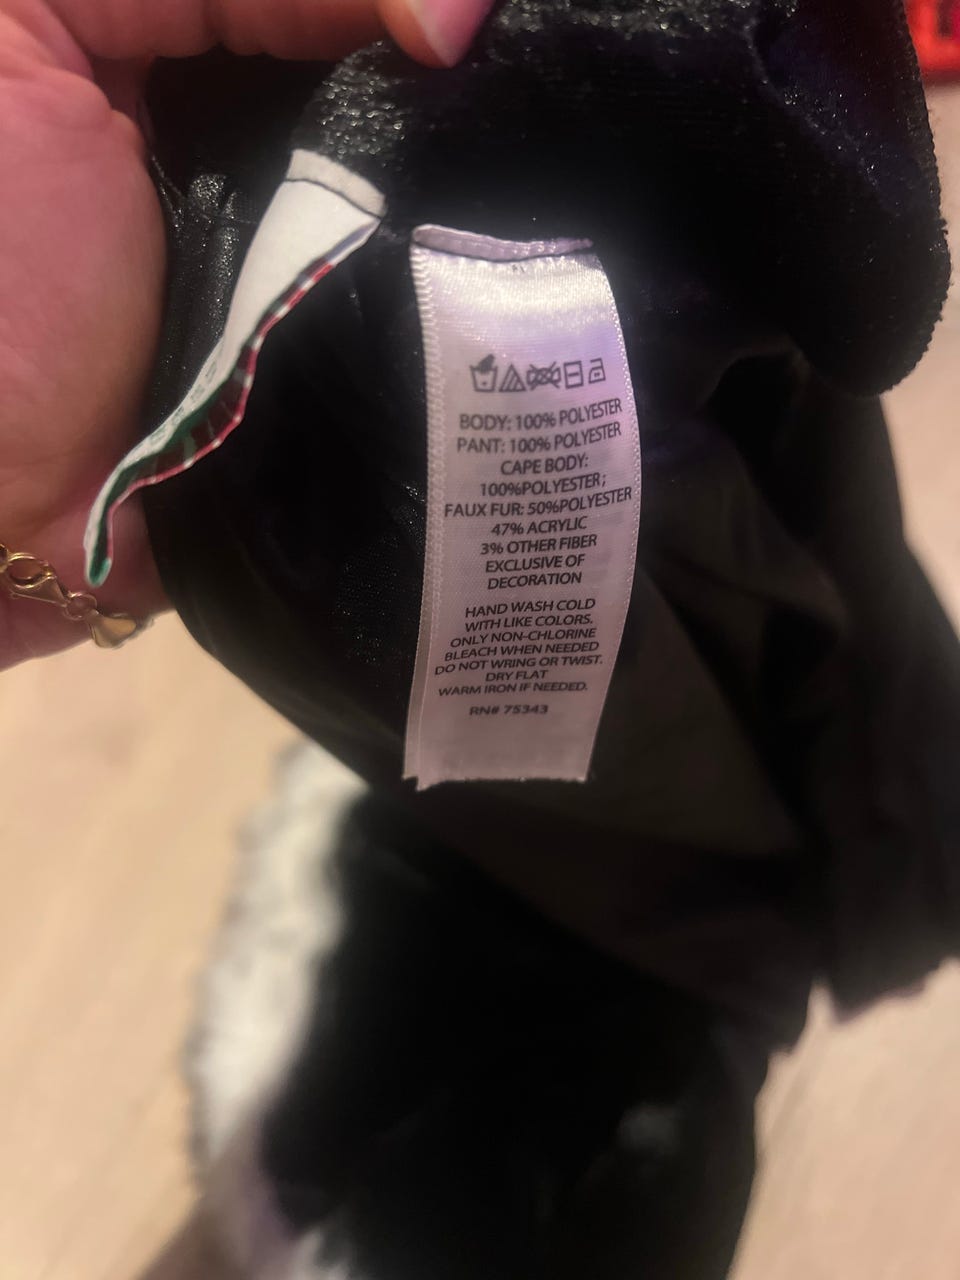 BODY: 100% POLYESTER
PANT: 100% POLYESTER
CAPE BODY:
100%POLYESTER;
FAUX FUR: 50%POLYESTER
47% ACRYLIC
3% OTHER FIBER
EXCLUSIVE OF
DECORATION
HAND WASH COLD
WITH LIKE COLORS.
ONLY NON-CHLORINE
BLEACH WHEN NEEDED
DO NOT WRING OR TWIST.
DRY FLAT
WARM IRON IF NEEDED.
RN# 75343